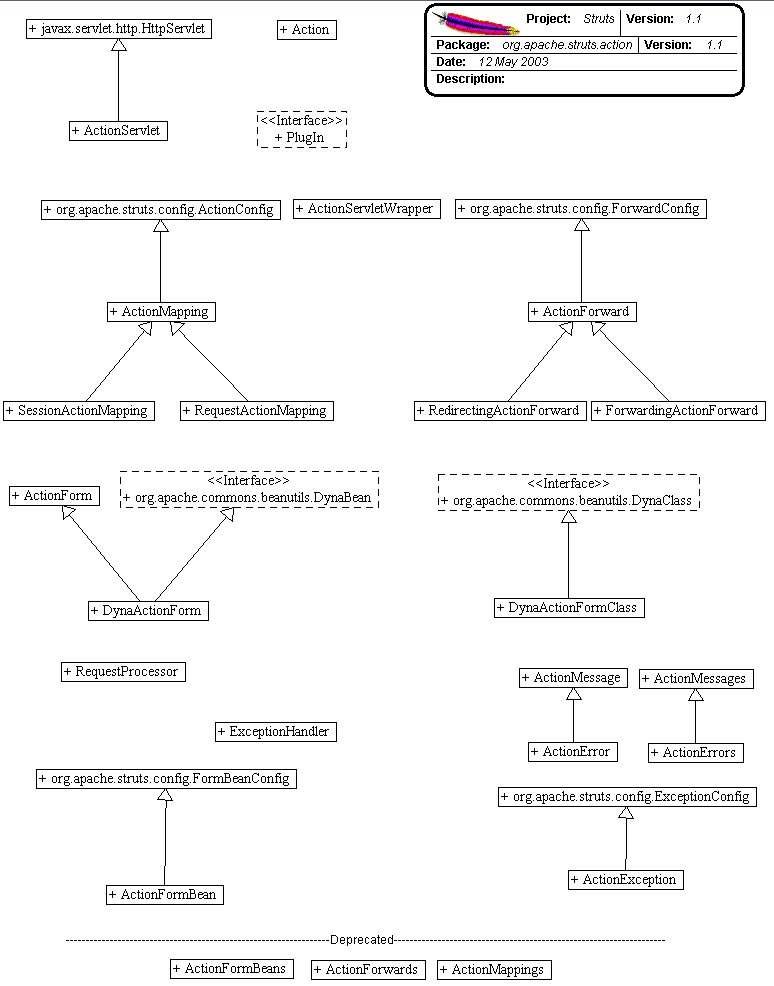 + javax.servlet.http.HttpServlet
+ Action
Project: Struts Version: 1.1
Package: org.apache.struts.action Version: 1.1
Date: 12 May 2003
Description:
+ ActionServlet
<<Interface>>
+ PlugIn
+ org.apache.struts.config.ActionConfig
+ ActionServletWrapper
+ org.apache.struts.config.ForwardConfig
+ ActionMapping
+ ActionForward
+ SessionActionMapping
+ RequestActionMapping
+ RedirectingActionForward
+ ForwardingActionForward
+ ActionForm
<<Interface>>
+ org.apache.commons.beanutils.DynaBean
<<Interface>>
+ org.apache.commons.beanutils.DynaClass
+ DynaActionForm
+ DynaActionFormClass
+ RequestProcessor
+ ActionMessage
+ ActionMessages
+ ExceptionHandler
+ ActionError
+ ActionErrors
+ org.apache.struts.config.FormBeanConfig
+ org.apache.struts.config.ExceptionConfig
+ ActionFormBean
+ ActionException
Deprecated
+ ActionFormBeans
+ ActionForwards
+ ActionMappings